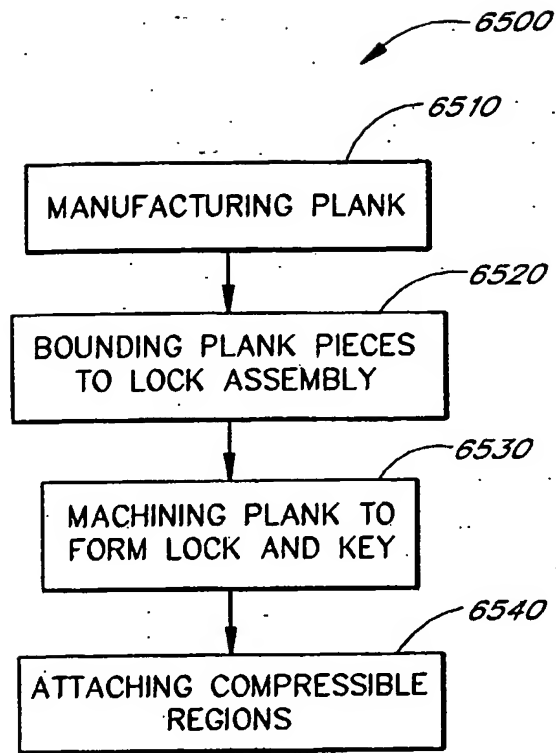 6500
6510
MANUFACTURING PLANK
6520
BOUNDING PLANK PIECES
TO LOCK ASSEMBLY
6530
MACHINING PLANK TO
FORM LOCK AND KEY
6540
ATTACHING COMPRESSIBLE
REGIONS